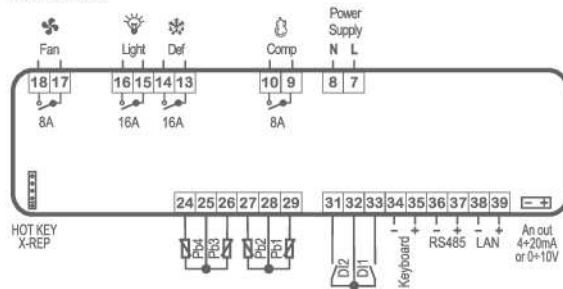 Power
Supply
Fan Light Def Comp N L
18 17 16 15 14 13 10 9 8 7
8A 16A 16A 8A
24 25 26 27 28 29 31 32 33 34 35 36 37 38 39 - +
Pb4 Pb3 Pb2 Pb1 DI2 DI1 - + - + - +
HOT KEY
X-REP
Keyboard
RS485 LAN
An out
4÷20mA
or 0÷10V